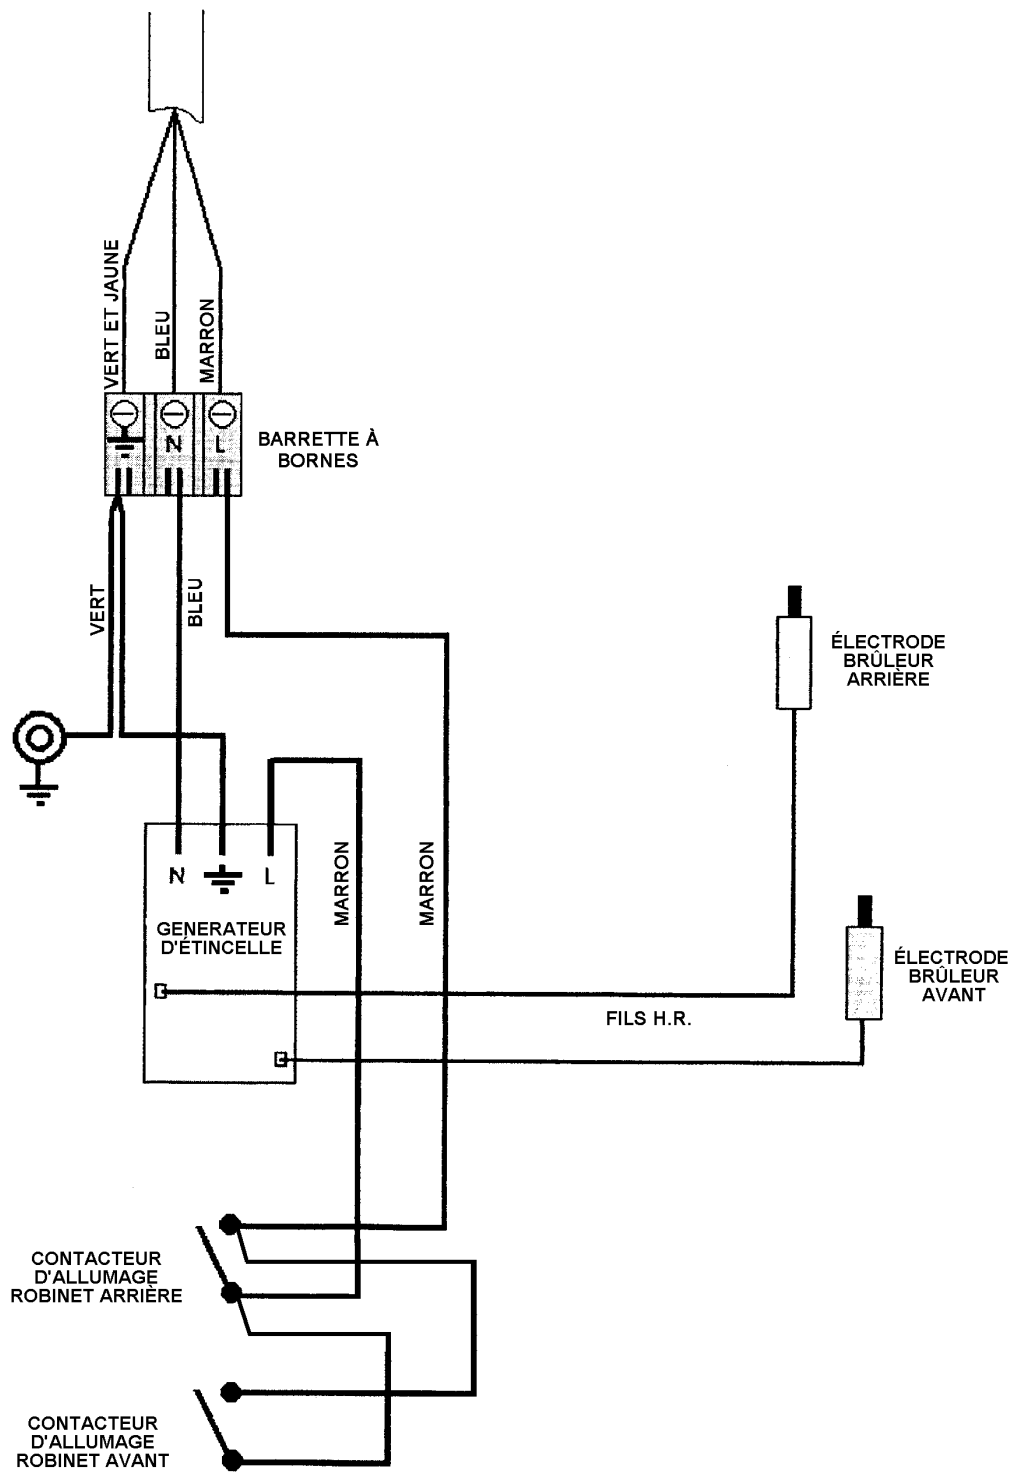 VERT ET JAUNE
BLEU
MARRON
N
L
BARRETTE À
BORNES
VERT
BLEU
ÉLECTRODE
BRÛLEUR
ARRIÈRE
MARRON
MARRON
N
L
GENERATEUR
D'ÉTINCELLE
ÉLECTRODE
BRÛLEUR
AVANT
FILS H.R.
CONTACTEUR
D'ALLUMAGE
ROBINET ARRIÈRE
CONTACTEUR
D'ALLUMAGE
ROBINET AVANT